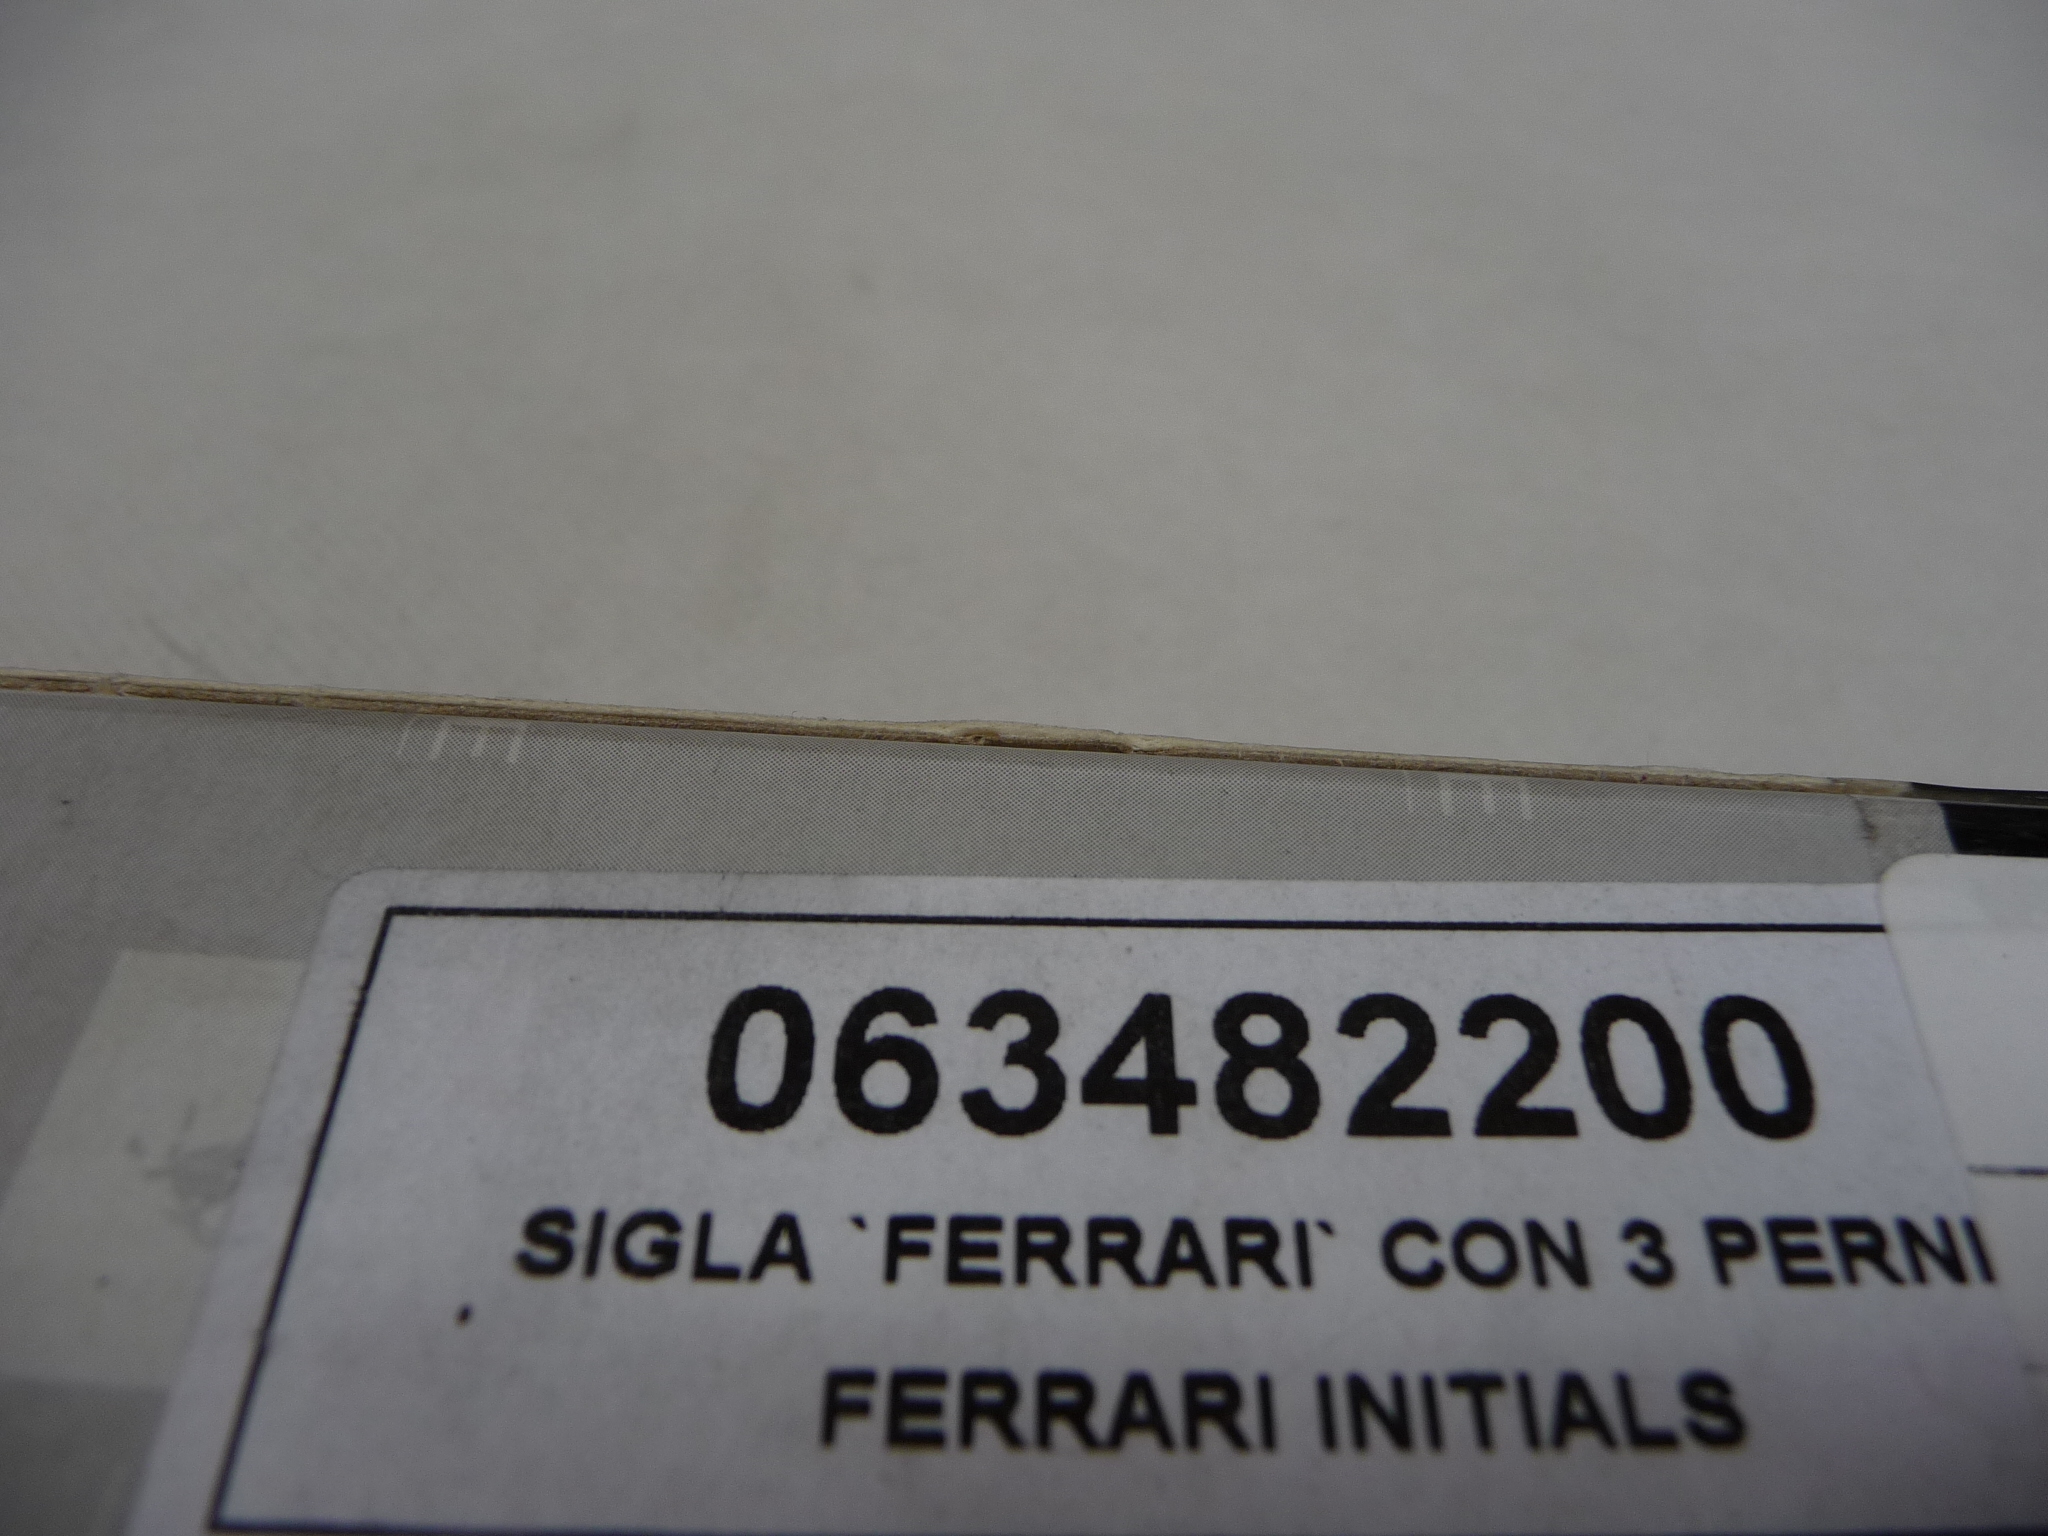 063482200
SIGLA `FERRARI` CON 3 PERNI
FERRARI INITIALS